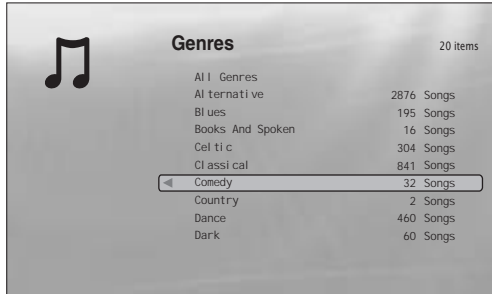 Genres 20 items
All Genres
Alternative 2876 Songs
Blues 195 Songs
Books And Spoken 16 Songs
Celtic 304 Songs
Classical 841 Songs
Comedy 32 Songs
Country 2 Songs
Dance 460 Songs
Dark 60 Songs